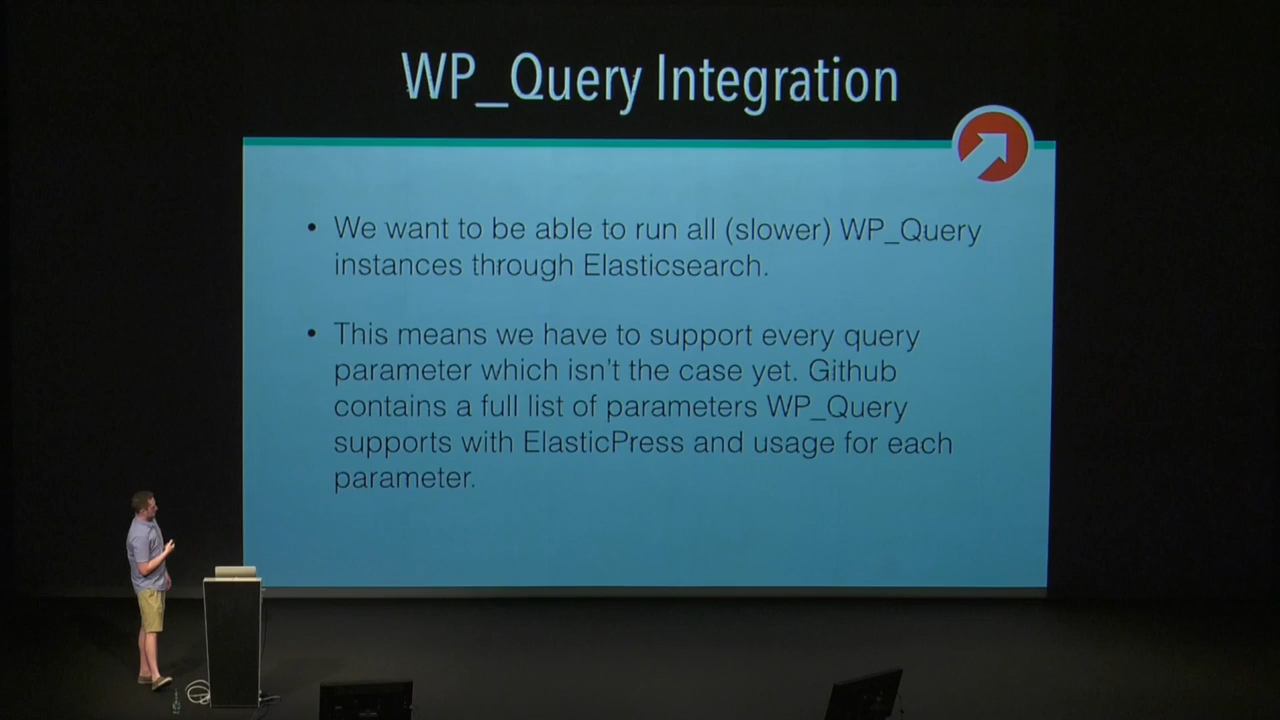 WP_Query Integration
• We want to be able to run all (slower) WP_Query
instances through Elasticsearch.
• This means we have to support every query
parameter which isn't the case yet. Github
contains a full list of parameters WP_Query
supports with ElasticPress and usage for each
parameter.